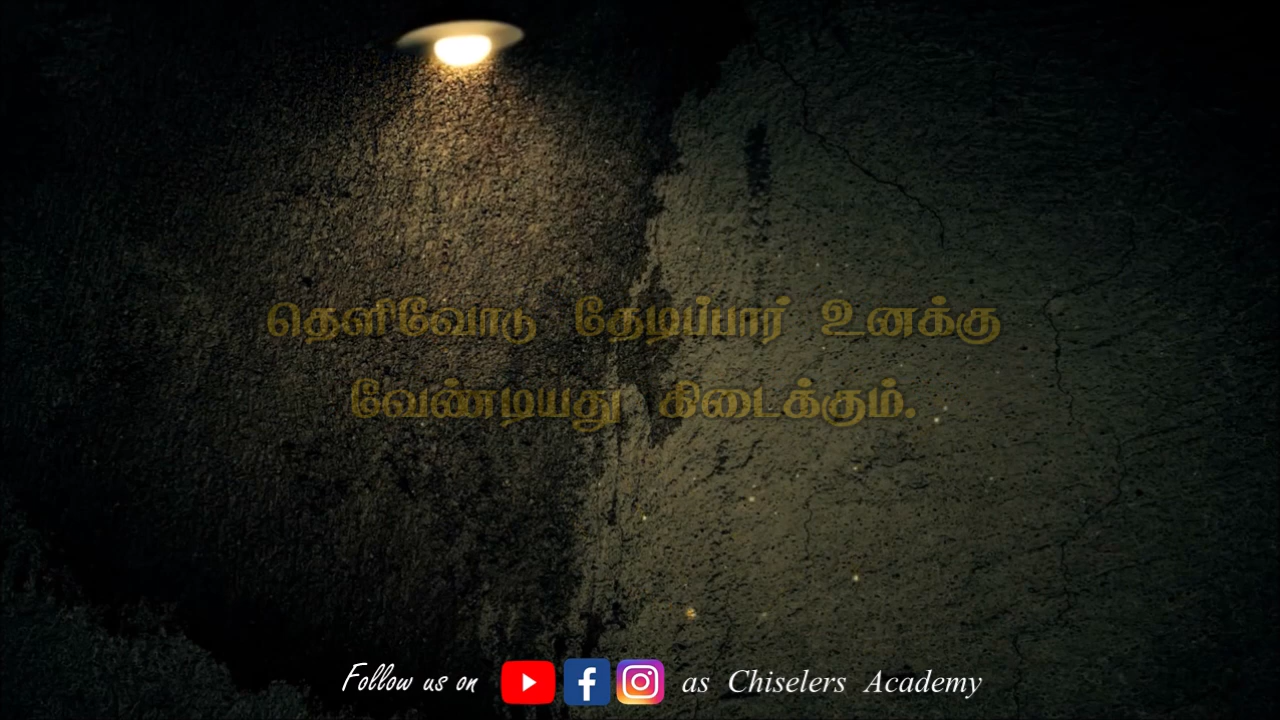 தெளிவோடு தேடிப்பார் உனக்கு
வேண்டியது கிடைக்கும்.
Follow us on as Chiselers Academy